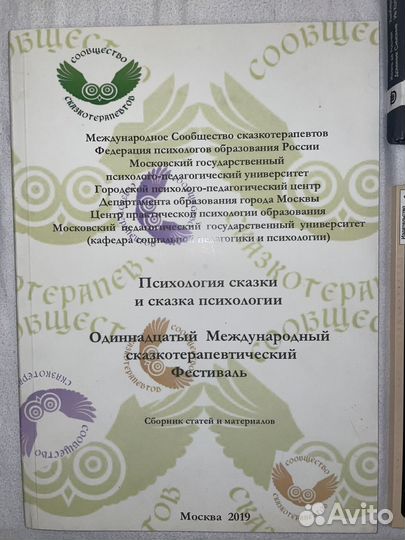 СООБЩЕСТВО
СКАЗКОТЕРАПЕВТОВ
Международное Сообщество сказкотерапевтов
Федерация психологов образования России
Московский государственный
психолого-педагогический университет
Городской психолого-педагогический центр
Департамента образования города Москвы
Центр практической психологии образования
Московский педагогический государственный университет
(кафедра социальной педагогики и психологии)
Психология сказки
и сказка психологии
Одиннадцатый Международный
сказкотерапевтический
Фестиваль
Сборник статей и материалов
СООБЩЕСТВО
СКАЗКОТЕРАПЕВТОВ
Москва 2019
Avito